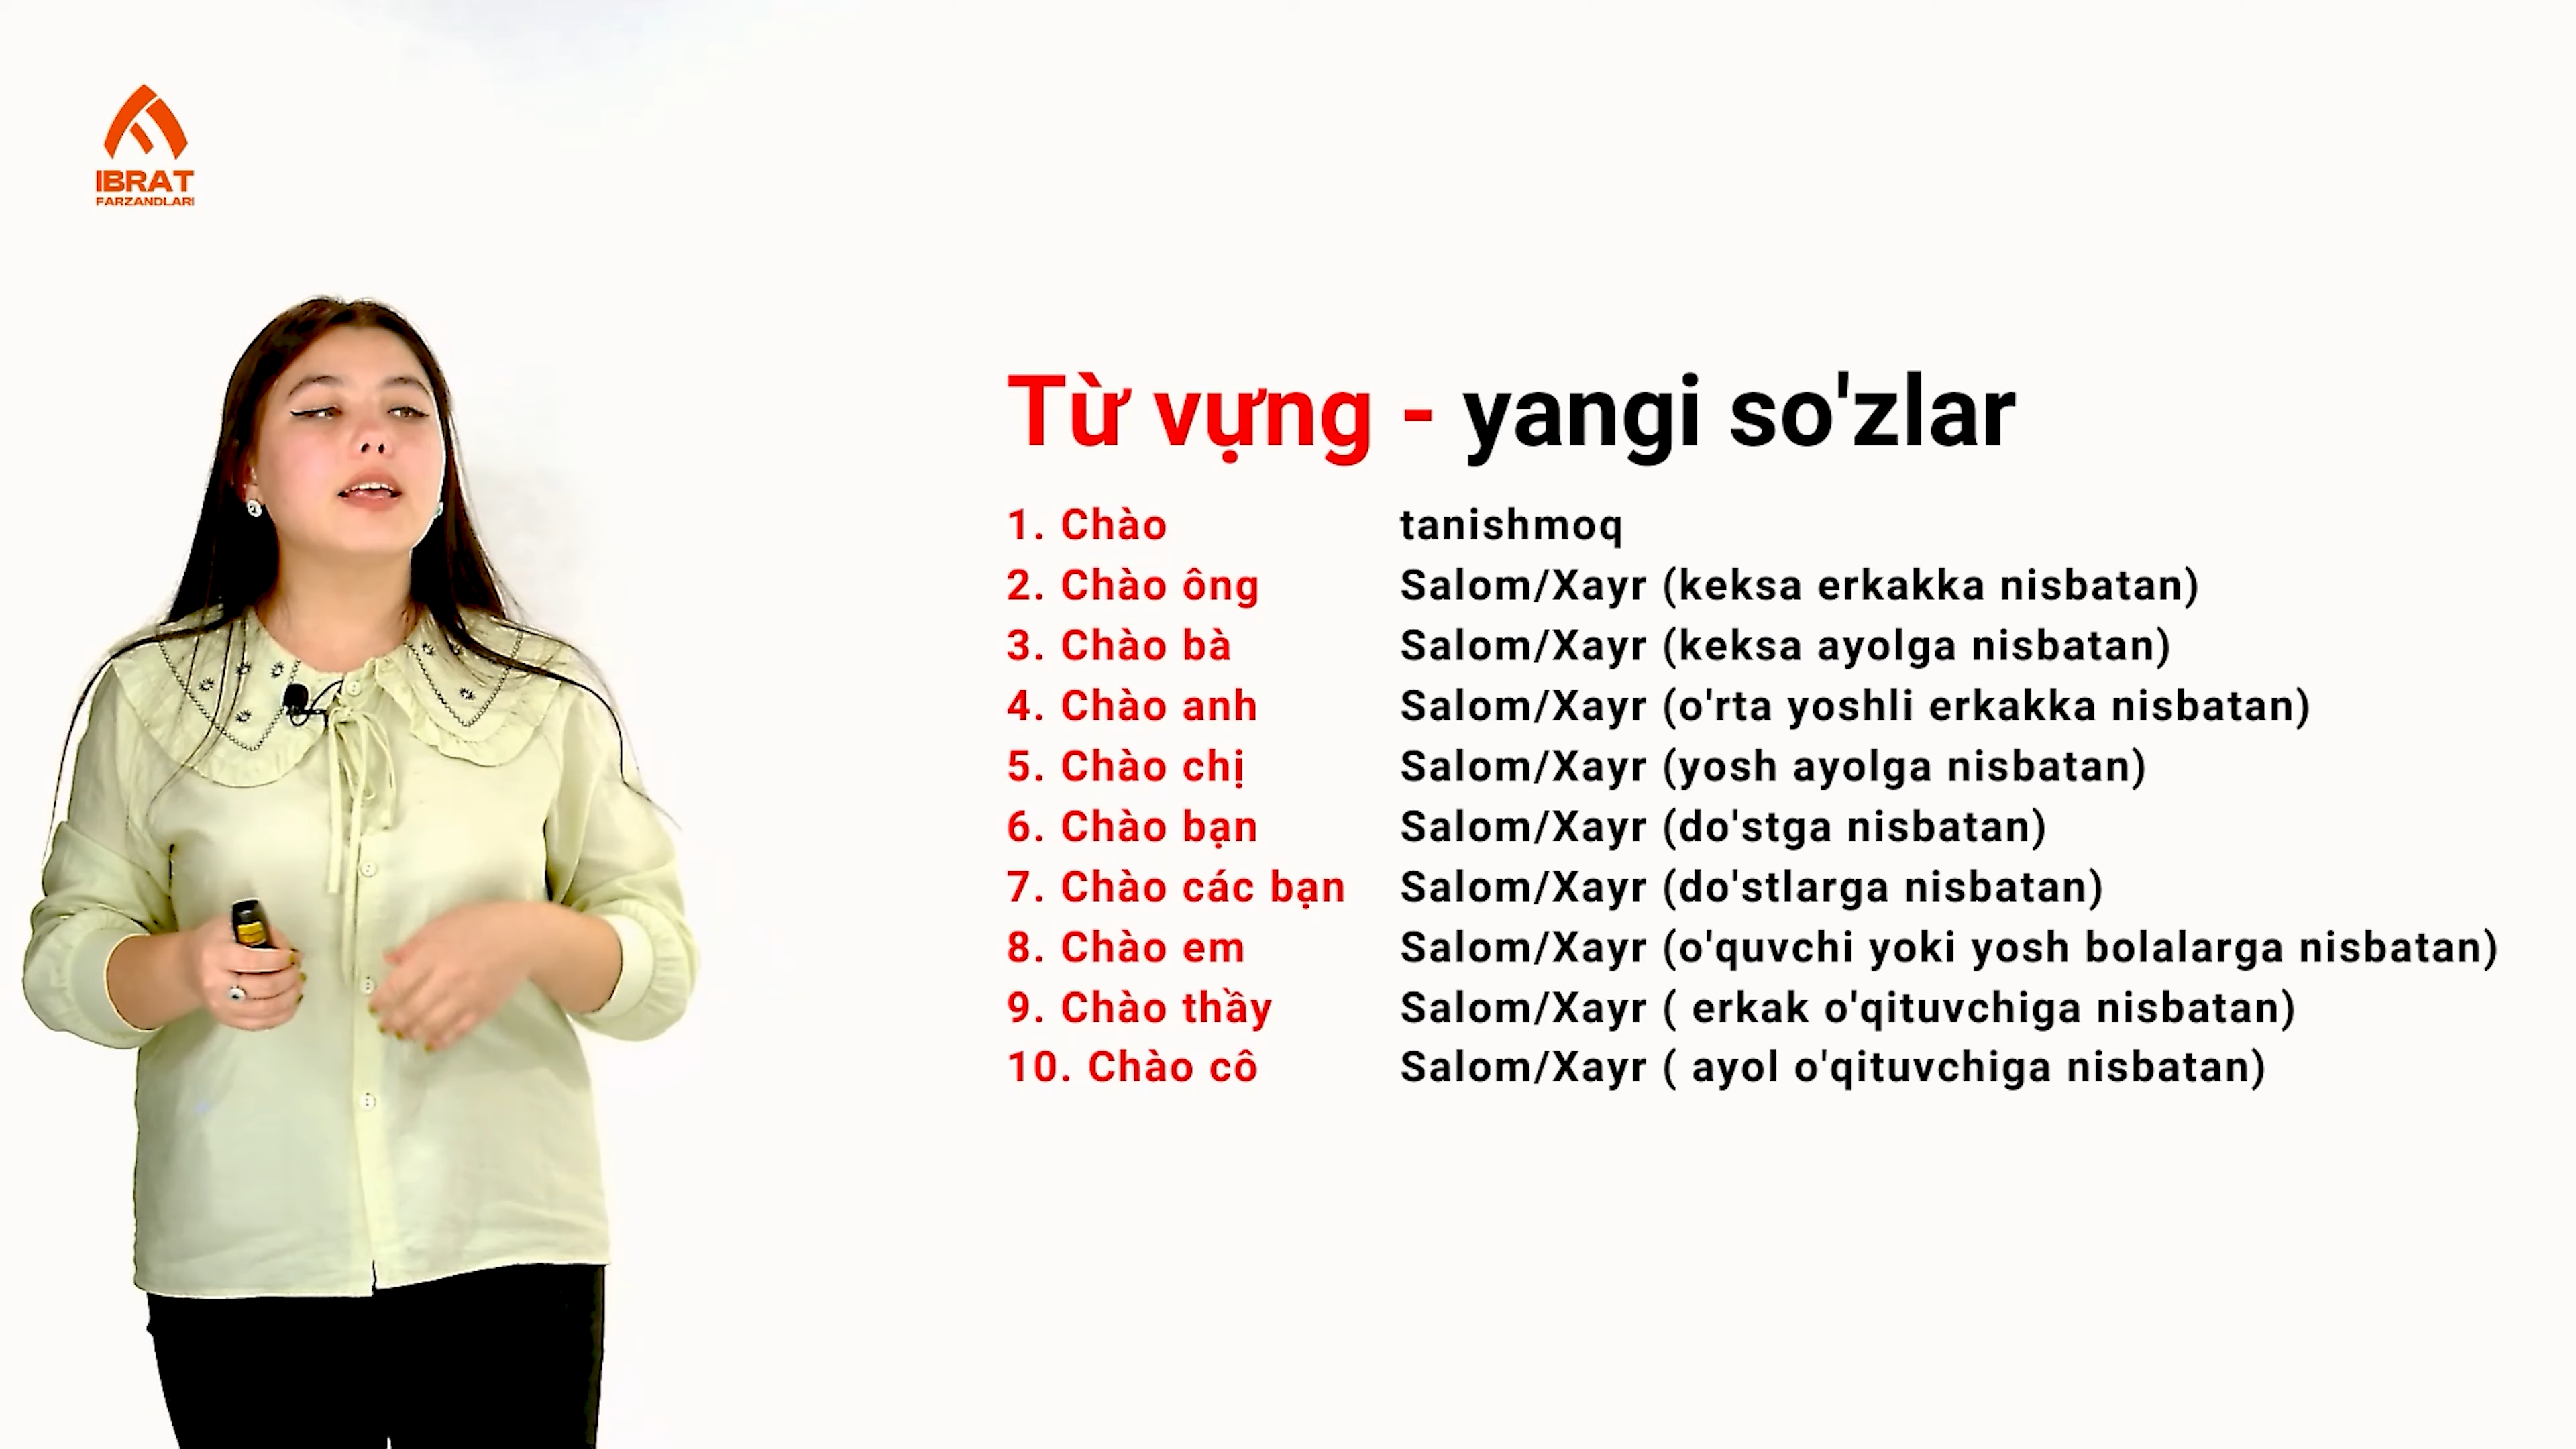 IBRAT
FARZANDLARI
Từ vựng - yangi so'zlar
1. Chào tanishmoq
2. Chào ông Salom/Xayr (keksa erkakka nisbatan)
3. Chào bà Salom/Xayr (keksa ayolga nisbatan)
4. Chào anh Salom/Xayr (o'rta yoshli erkakka nisbatan)
5. Chào chị Salom/Xayr (yosh ayolga nisbatan)
6. Chào bạn Salom/Xayr (do'stga nisbatan)
7. Chào các bạn Salom/Xayr (do'stlarga nisbatan)
8. Chào em Salom/Xayr (o'quvchi yoki yosh bolalarga nisbatan)
9. Chào thầy Salom/Xayr ( erkak o'qituvchiga nisbatan)
10. Chào cô Salom/Xayr ( ayol o'qituvchiga nisbatan)